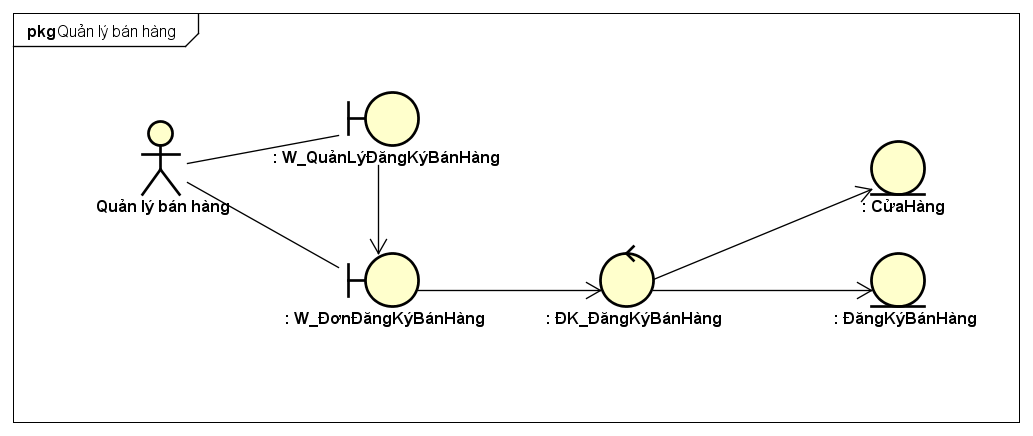 pkg Quản lý bán hàng
: W_QuảnLýĐăngKýBánHàng
Quản lý bán hàng
: CửaHàng
: W_ĐơnĐăngKýBánHàng
: ĐK_ĐăngKýBánHàng
: ĐăngKýBánHàng